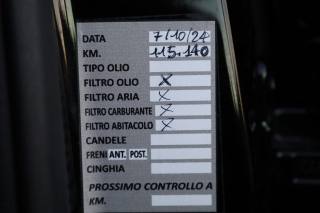 DATA 7/10/24
KM. 115.140
TIPO OLIO
FILTRO OLIO X
FILTRO ARIA X
FILTRO CARBURANTE X
FILTRO ABITACOLO X
CANDELE
FRENI ANT. POST.
CINGHIA
PROSSIMO CONTROLLO A
KM.